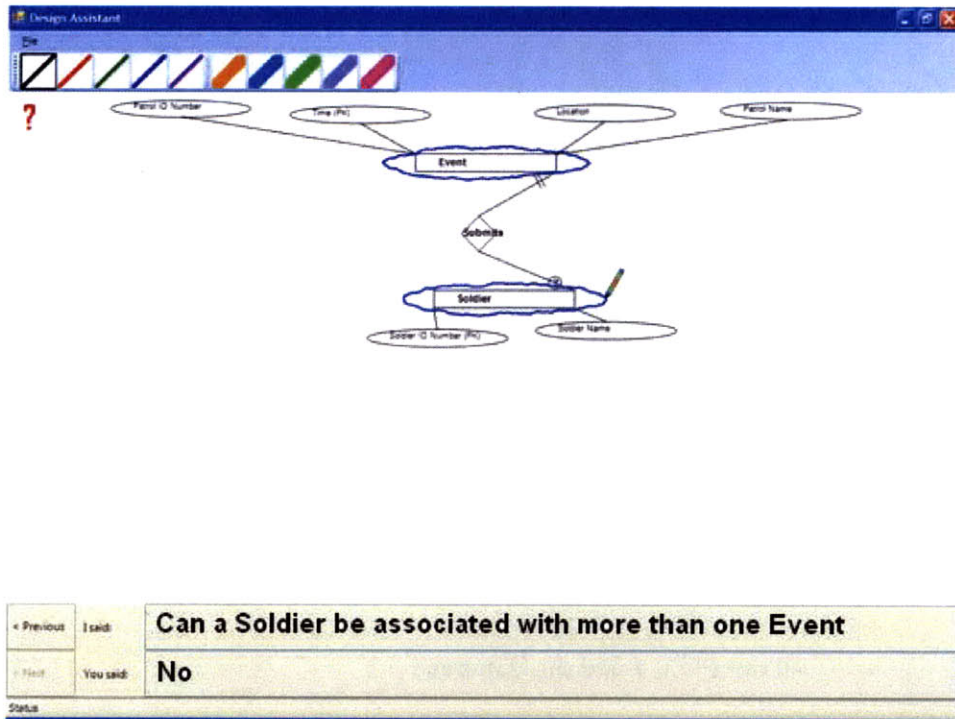 Design Assistant
File
?
Patrol ID Number
Time (PK)
Location
Patrol Name
Event
Submits
Soldier
Soldier ID Number (PK)
Soldier Name
< Previous
I said:
Can a Soldier be associated with more than one Event
> Next
You said:
No
Status